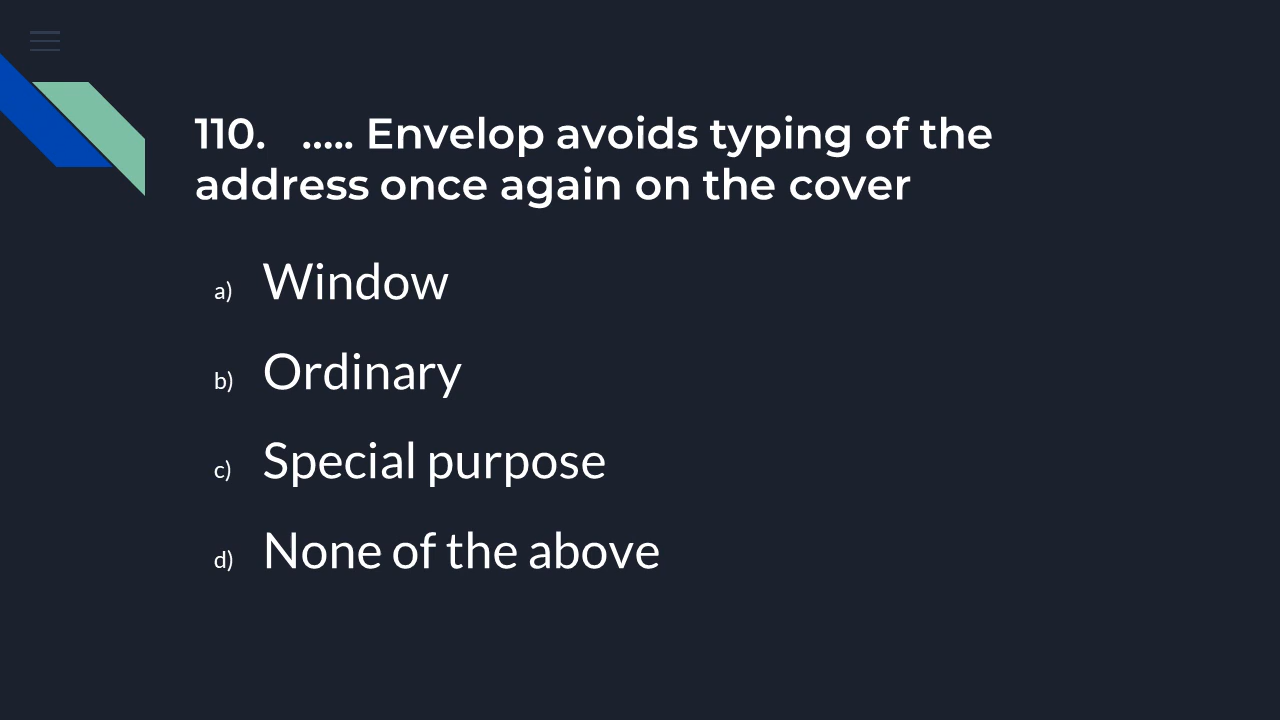 110. ..... Envelop avoids typing of the
address once again on the cover
a) Window
b) Ordinary
c) Special purpose
d) None of the above